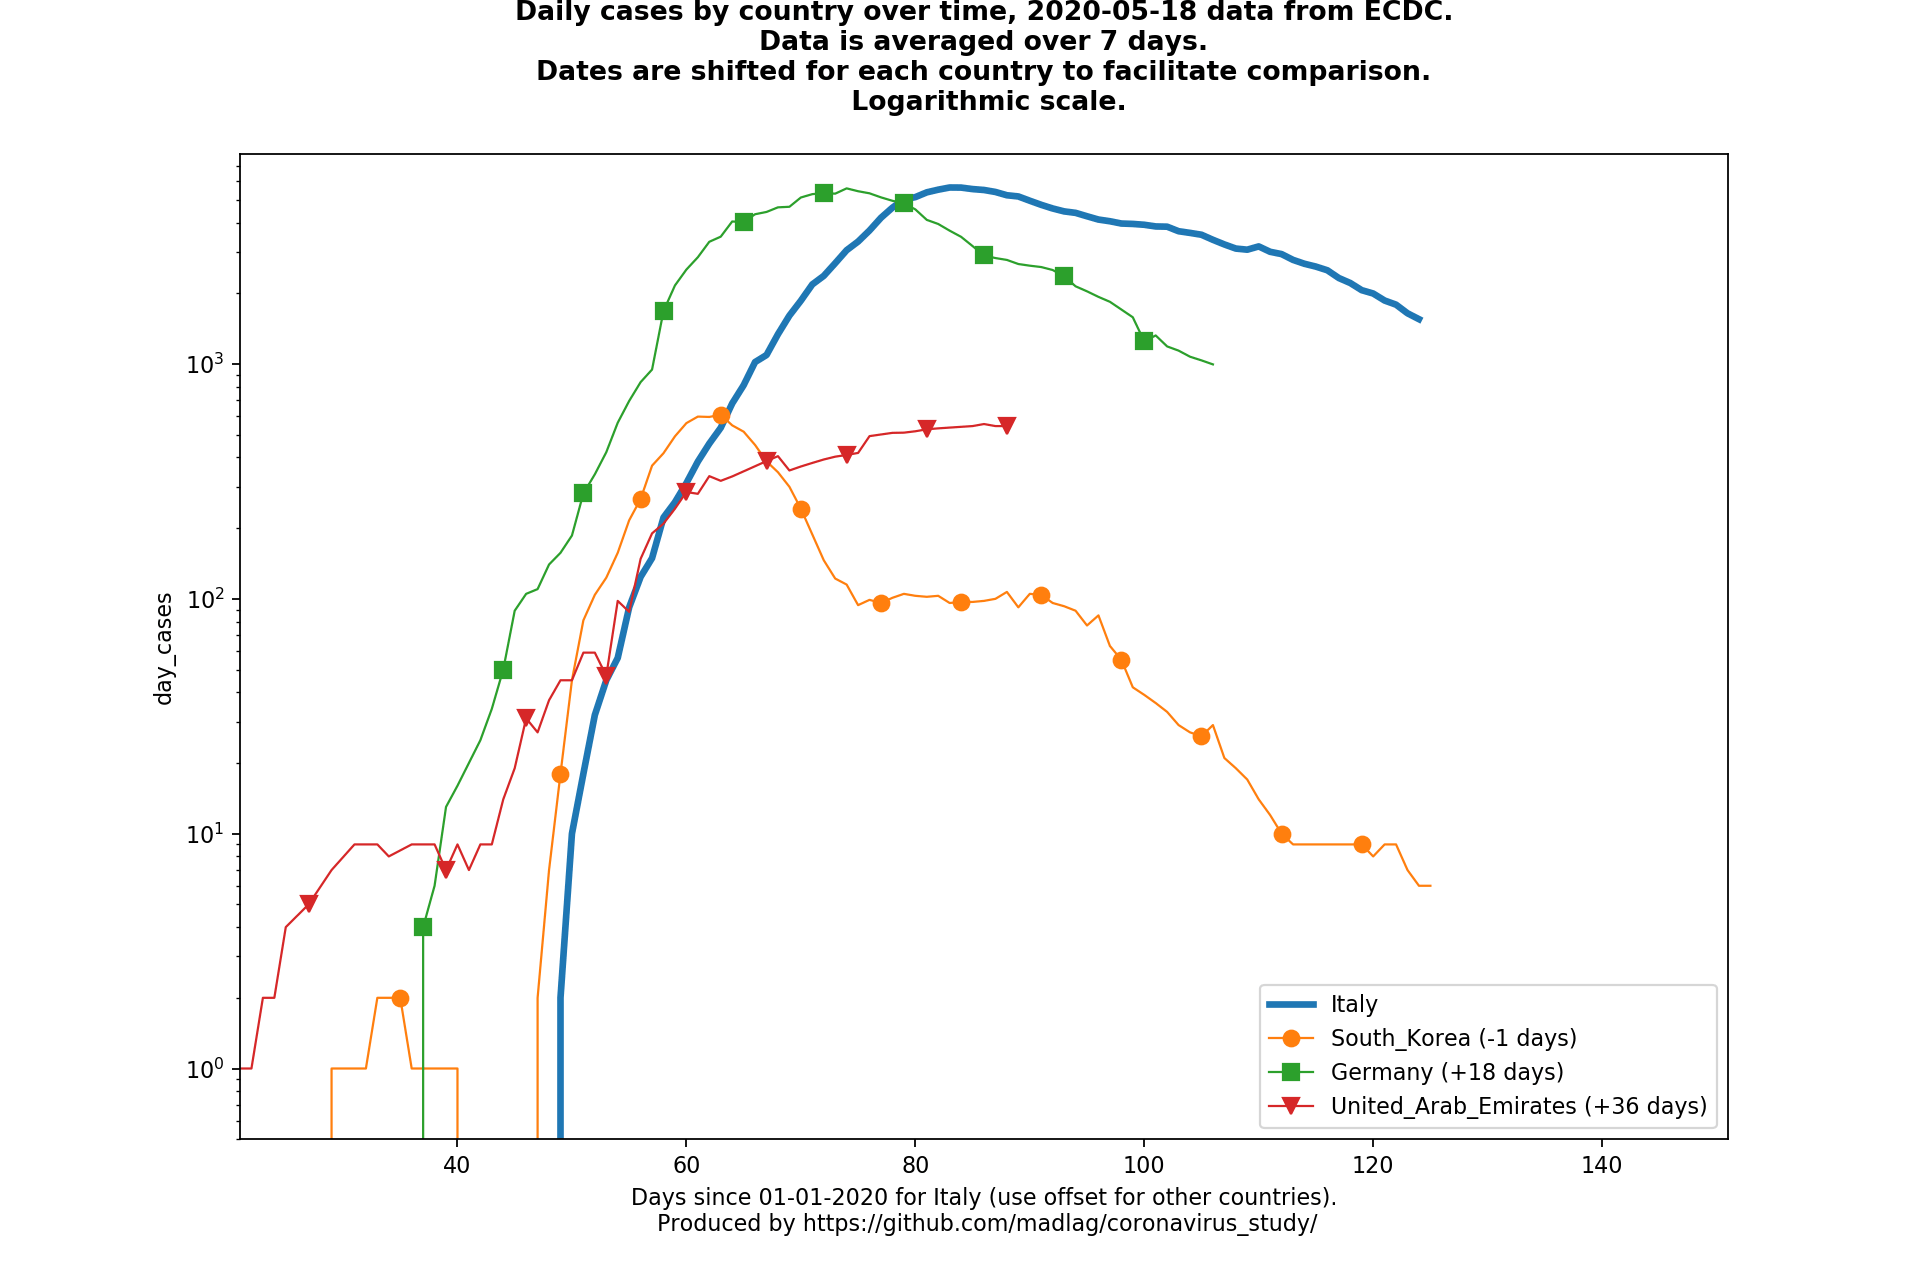 Daily cases by country over time, 2020-05-18 data from ECDC.
Data is averaged over 7 days.
Dates are shifted for each country to facilitate comparison.
Logarithmic scale.
day_cases
10³
10²
10¹
10⁰
40 60 80 100 120 140
Italy
South_Korea (-1 days)
Germany (+18 days)
United_Arab_Emirates (+36 days)
Days since 01-01-2020 for Italy (use offset for other countries).
Produced by https://github.com/madlag/coronavirus_study/